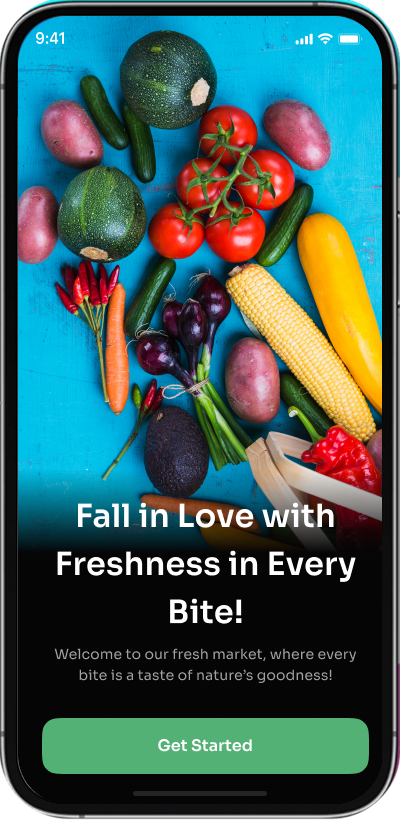 9:41
Fall in Love with
Freshness in Every
Bite!
Welcome to our fresh market, where every
bite is a taste of nature's goodness!
Get Started